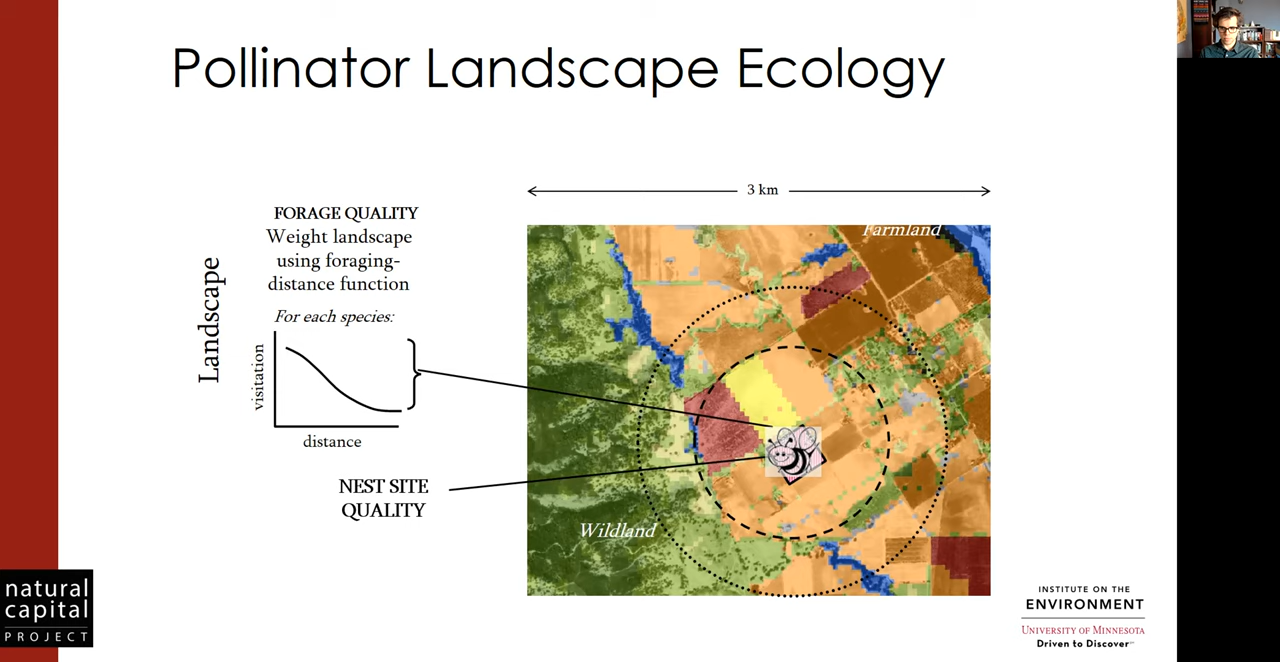 Pollinator Landscape Ecology
3 km
FORAGE QUALITY
Weight landscape
using foraging-
distance function
For each species:
Landscape
visitation
distance
NEST SITE
QUALITY
Farmland
Wildland
natural
capital
PROJECT
INSTITUTE ON THE
ENVIRONMENT
UNIVERSITY OF MINNESOTA
Driven to Discover℠